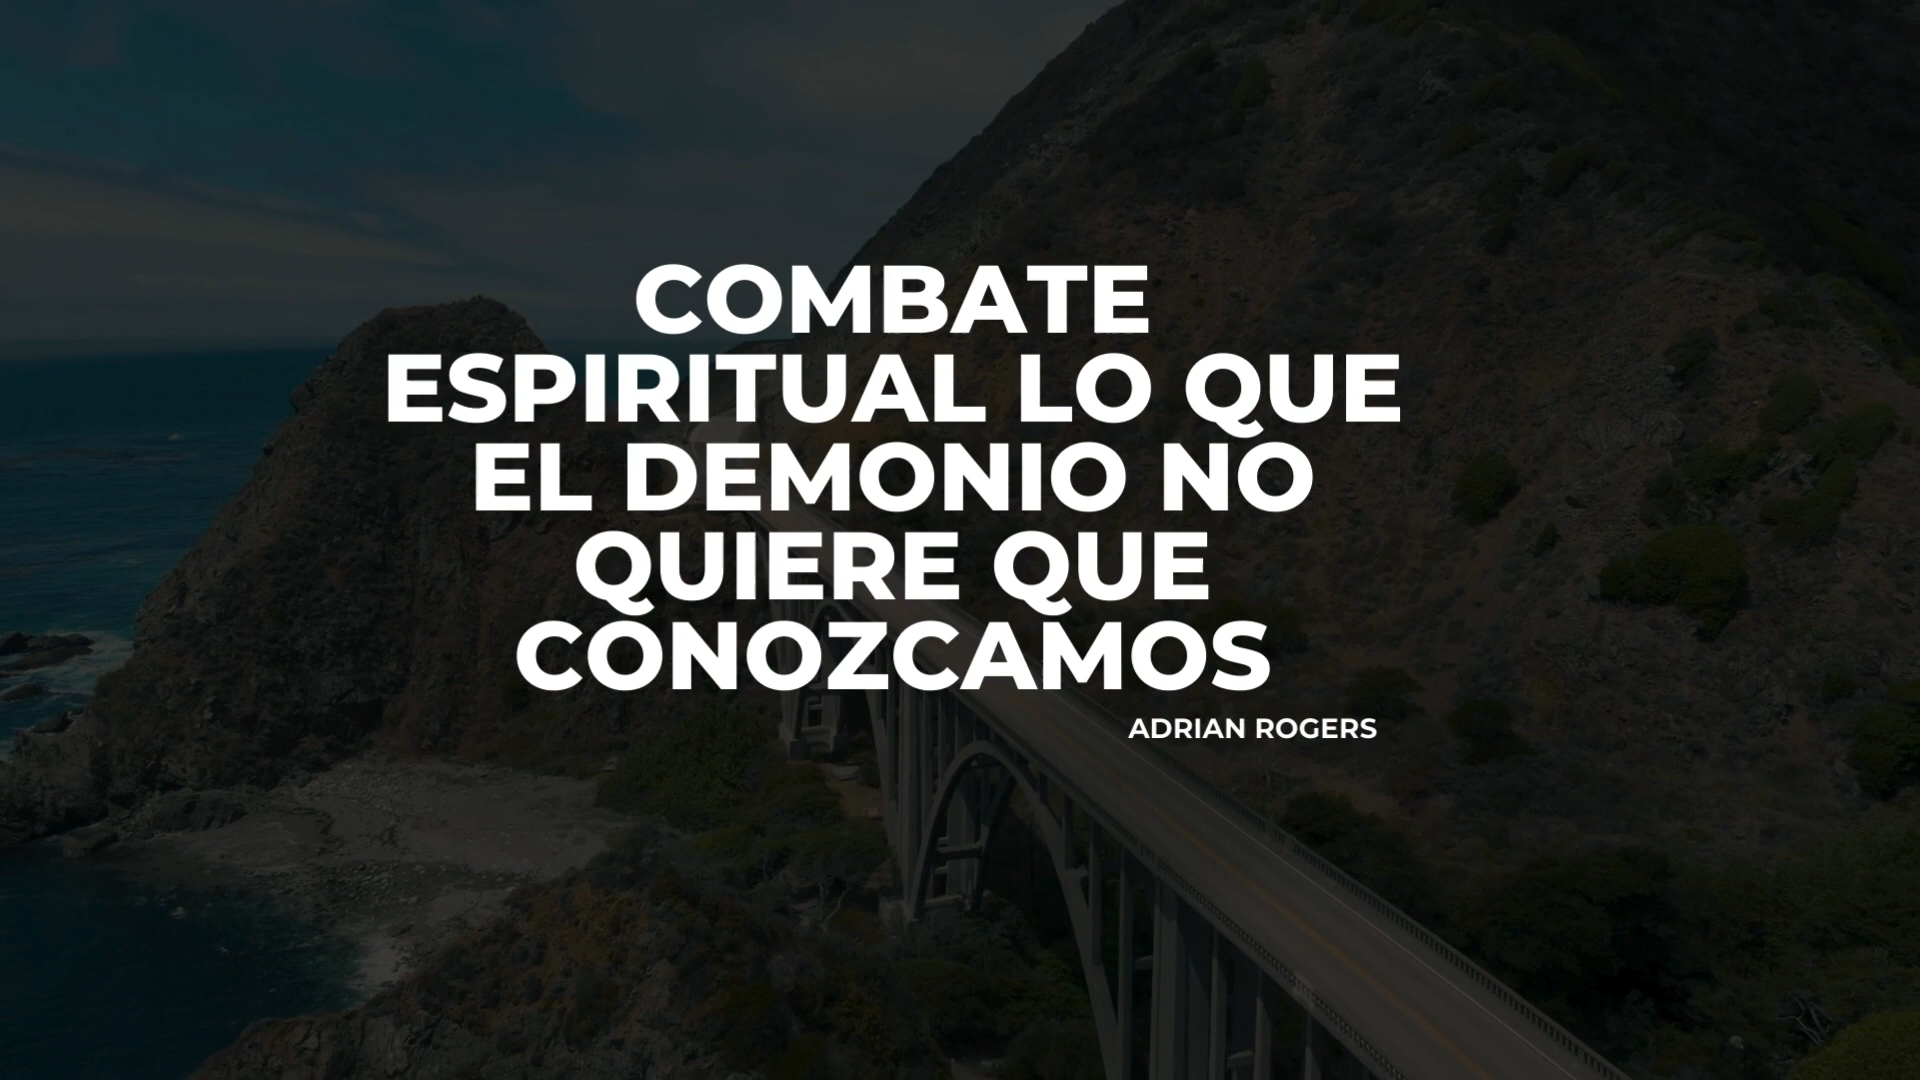 COMBATE
ESPIRITUAL LO QUE
EL DEMONIO NO
QUIERE QUE
CONOZCAMOS
ADRIAN ROGERS